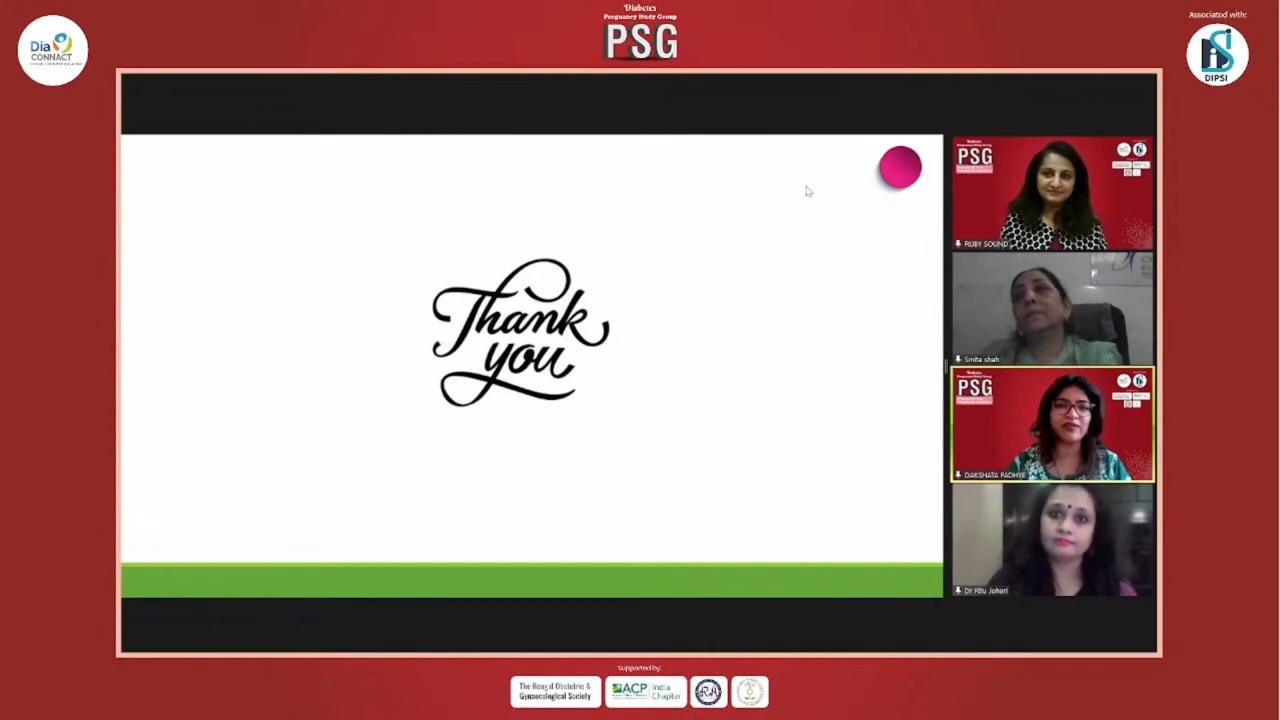 Diabetes
Pregnancy Study Group
PSG
Associated with:
Dia
CONNACT
DIPSI
Thank
you
PSG
RUBY SOUND
Smita shah
PSG
DAKSHATA PADHYE
Dr Ritu Johari
Supported by:
The Bengal Obstetric &
Gynaecological Society
ACP India
Chapter